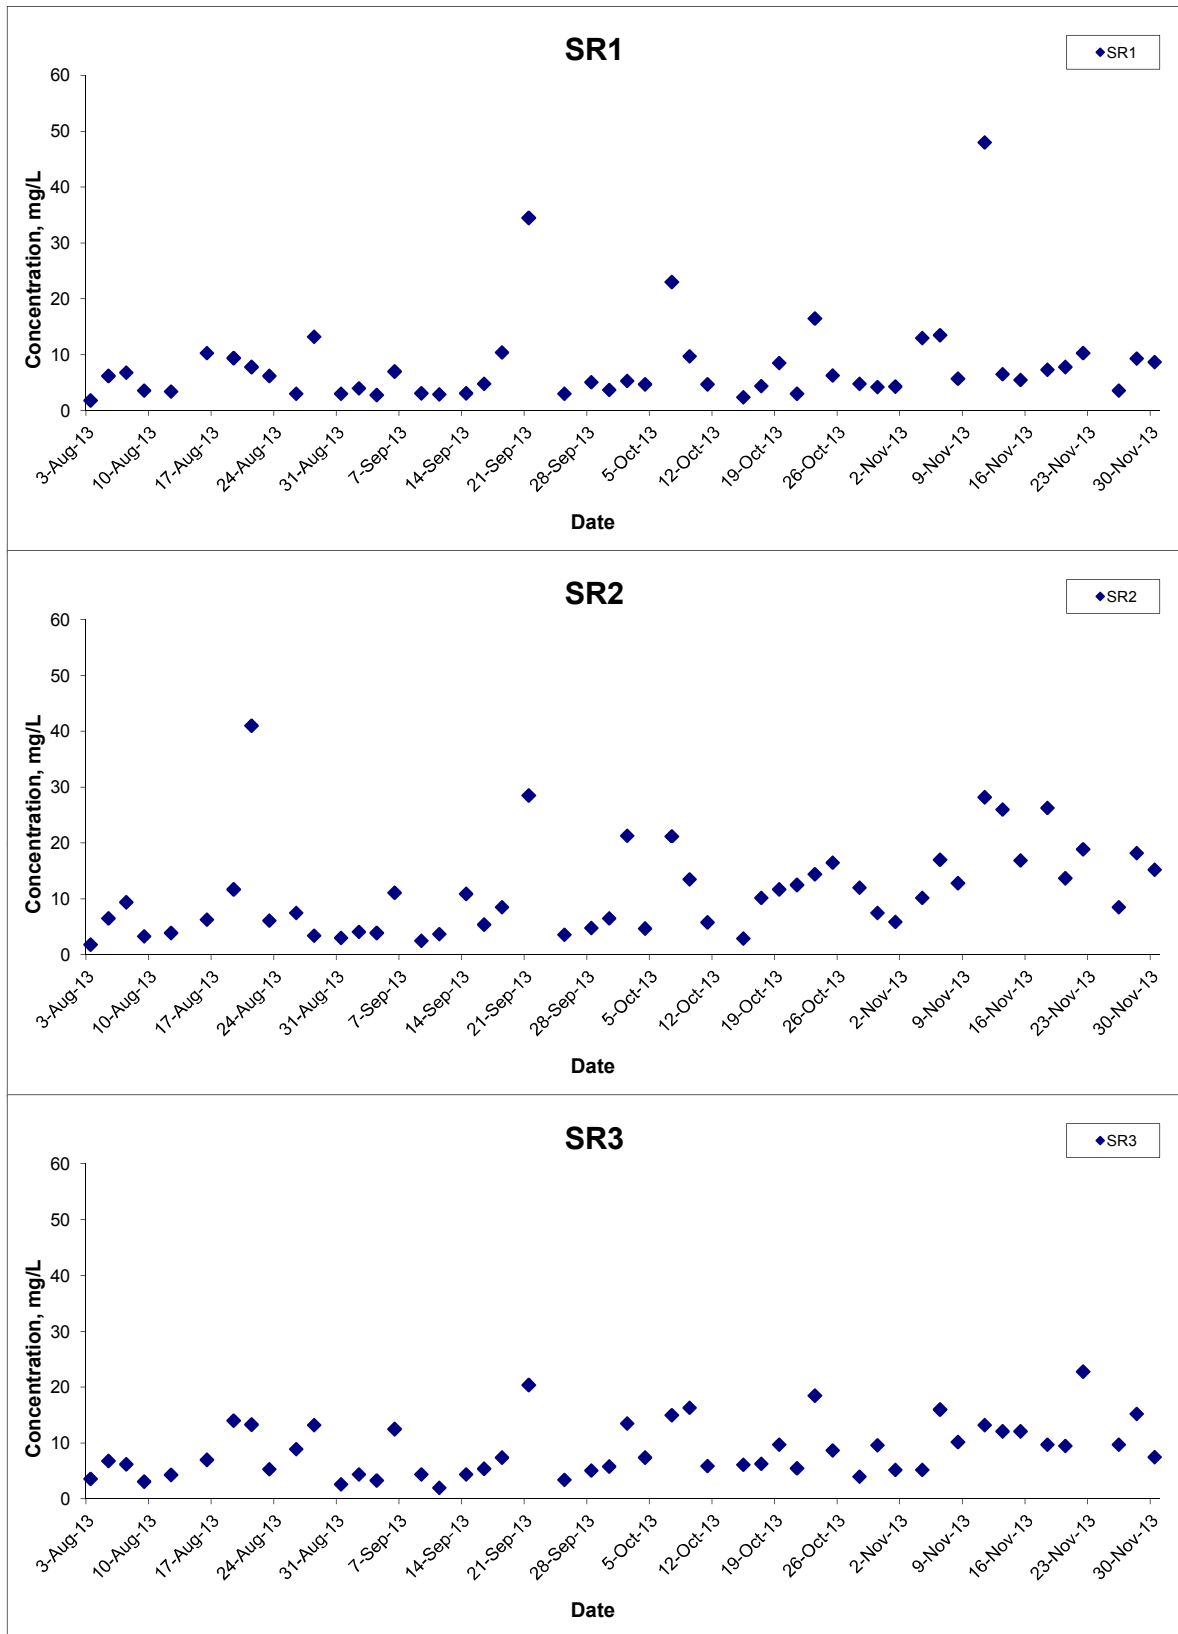 SR1
SR1
Concentration, mg/L
60
50
40
30
20
10
0
3-Aug-13
10-Aug-13
17-Aug-13
24-Aug-13
31-Aug-13
7-Sep-13
14-Sep-13
21-Sep-13
28-Sep-13
5-Oct-13
12-Oct-13
19-Oct-13
26-Oct-13
2-Nov-13
9-Nov-13
16-Nov-13
23-Nov-13
30-Nov-13
Date
SR2
SR2
Concentration, mg/L
60
50
40
30
20
10
0
3-Aug-13
10-Aug-13
17-Aug-13
24-Aug-13
31-Aug-13
7-Sep-13
14-Sep-13
21-Sep-13
28-Sep-13
5-Oct-13
12-Oct-13
19-Oct-13
26-Oct-13
2-Nov-13
9-Nov-13
16-Nov-13
23-Nov-13
30-Nov-13
Date
SR3
SR3
Concentration, mg/L
60
50
40
30
20
10
0
3-Aug-13
10-Aug-13
17-Aug-13
24-Aug-13
31-Aug-13
7-Sep-13
14-Sep-13
21-Sep-13
28-Sep-13
5-Oct-13
12-Oct-13
19-Oct-13
26-Oct-13
2-Nov-13
9-Nov-13
16-Nov-13
23-Nov-13
30-Nov-13
Date